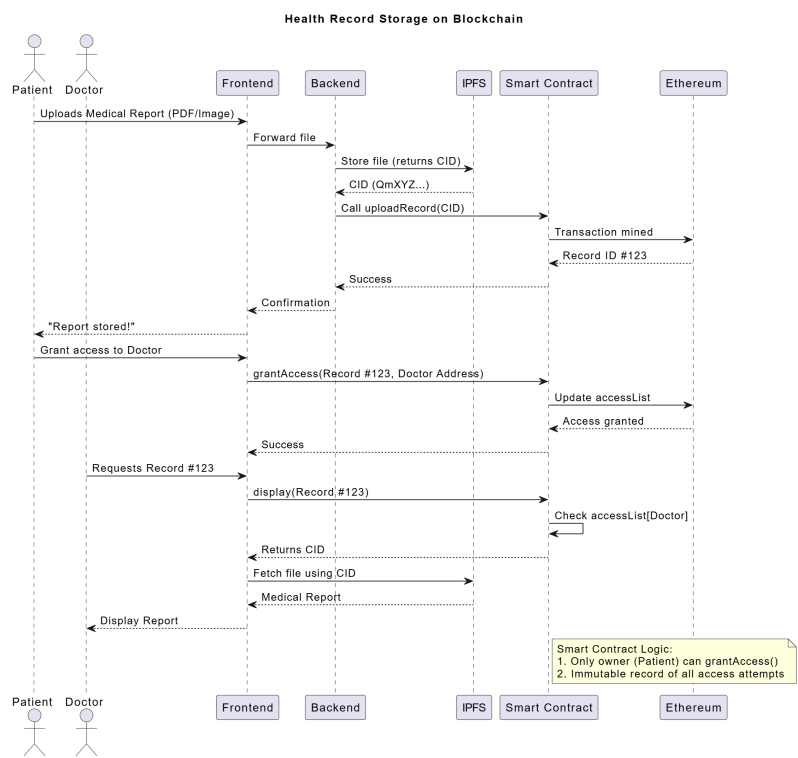 Health Record Storage on Blockchain
Patient
Doctor
Frontend
Backend
IPFS
Smart Contract
Ethereum
Uploads Medical Report (PDF/Image)
Forward file
Store file (returns CID)
CID (QmXYZ...)
Call uploadRecord(CID)
Transaction mined
Record ID #123
Success
Confirmation
"Report stored!"
Grant access to Doctor
grantAccess(Record #123, Doctor Address)
Update accessList
Access granted
Success
Requests Record #123
display(Record #123)
Check accessList[Doctor]
Returns CID
Fetch file using CID
Medical Report
Display Report
Smart Contract Logic:
1. Only owner (Patient) can grantAccess()
2. Immutable record of all access attempts
Patient
Doctor
Frontend
Backend
IPFS
Smart Contract
Ethereum